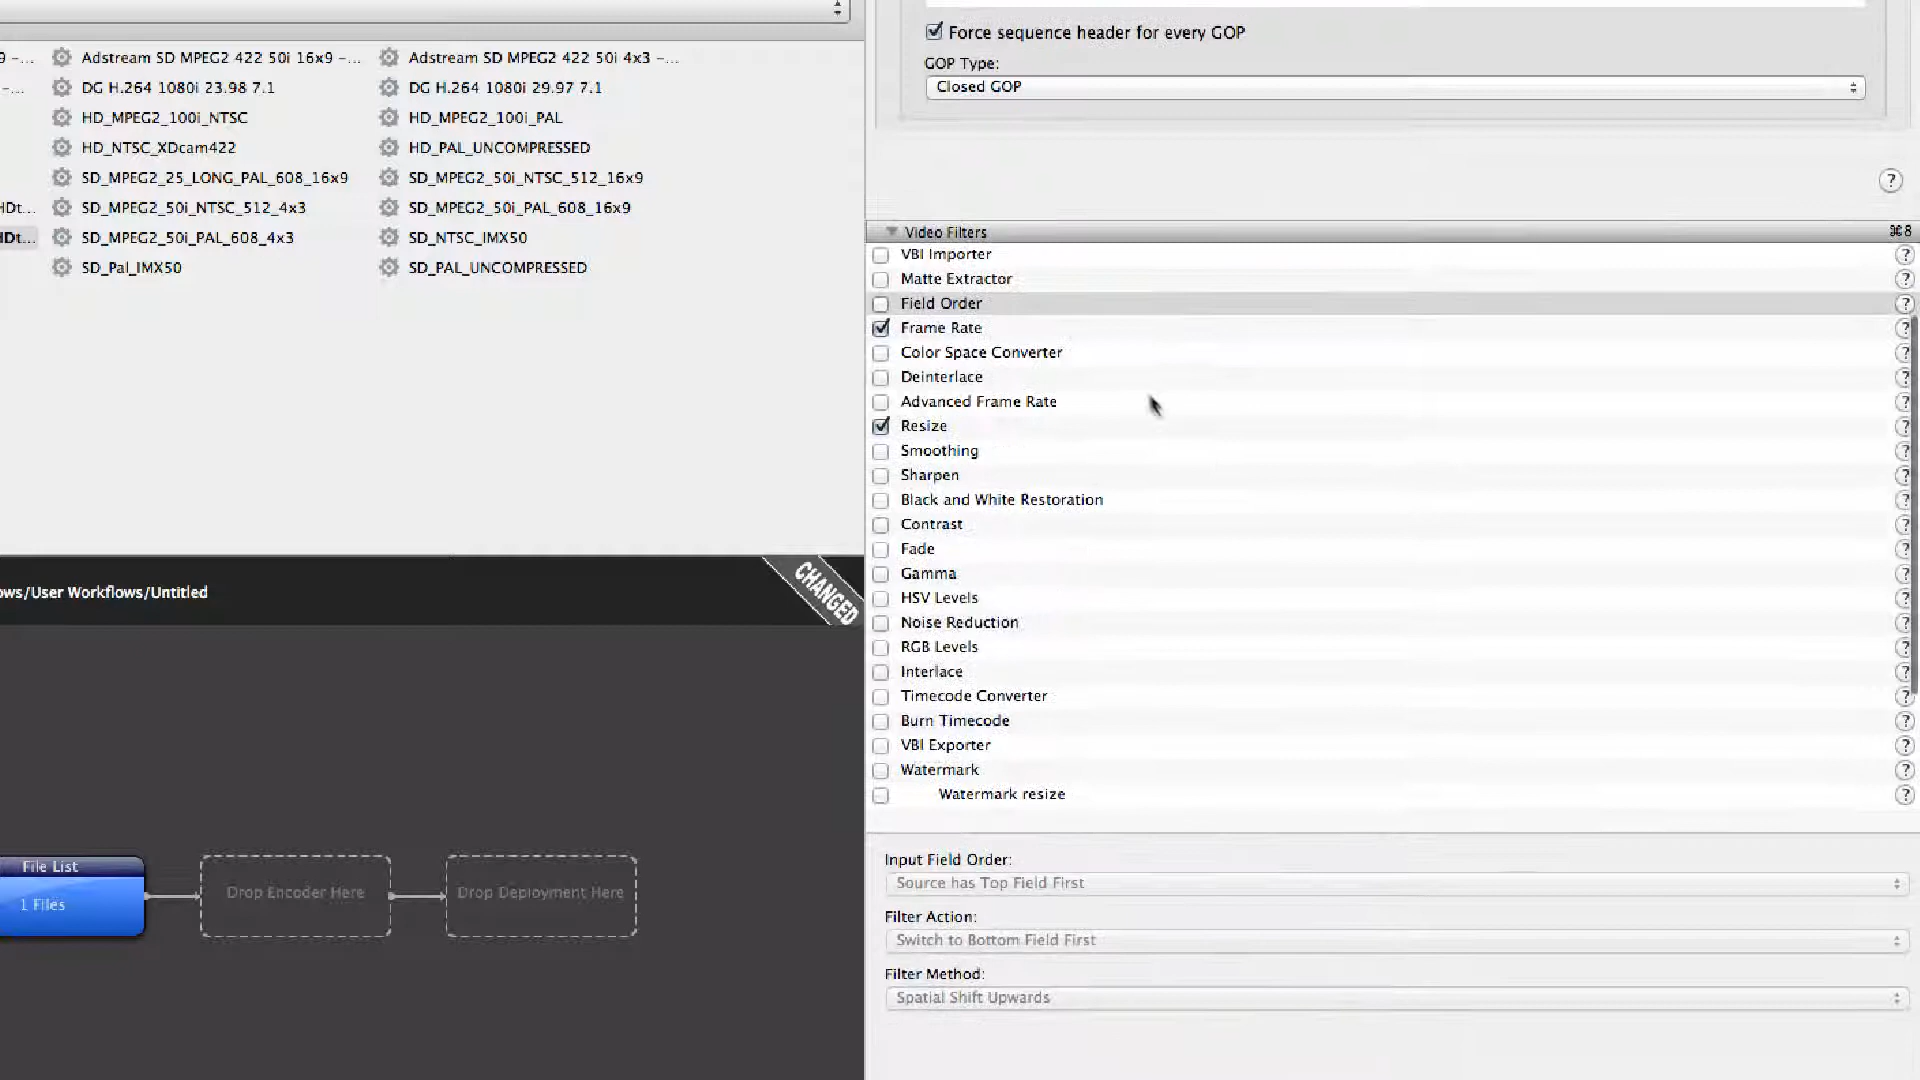 Force sequence header for every GOP
9 –...
Adstream SD MPEG2 422 50i 16x9 –...
Adstream SD MPEG2 422 50i 4x3 –...
GOP Type:
–...
DG H.264 1080i 23.98 7.1
DG H.264 1080i 29.97 7.1
Closed GOP
HD_MPEG2_100i_NTSC
HD_MPEG2_100i_PAL
HD_NTSC_XDcam422
HD_PAL_UNCOMPRESSED
SD_MPEG2_25_LONG_PAL_608_16x9
SD_MPEG2_50i_NTSC_512_16x9
?
HDt...
SD_MPEG2_50i_NTSC_512_4x3
SD_MPEG2_50i_PAL_608_16x9
HDt...
SD_MPEG2_50i_PAL_608_4x3
SD_NTSC_IMX50
SD_Pal_IMX50
SD_PAL_UNCOMPRESSED
Video Filters ⌘8
VBI Importer ?
Matte Extractor ?
Field Order ?
Frame Rate ?
Color Space Converter ?
Deinterlace ?
Advanced Frame Rate ?
Resize ?
Smoothing ?
Sharpen ?
Black and White Restoration ?
Contrast ?
Fade ?
Gamma ?
HSV Levels ?
Noise Reduction ?
RGB Levels ?
Interlace ?
Timecode Converter ?
Burn Timecode ?
VBI Exporter ?
Watermark ?
Watermark resize ?
ows/User Workflows/Untitled
CHANGED
File List
1 Files
Drop Encoder Here
Drop Deployment Here
Input Field Order:
Source has Top Field First
Filter Action:
Switch to Bottom Field First
Filter Method:
Spatial Shift Upwards